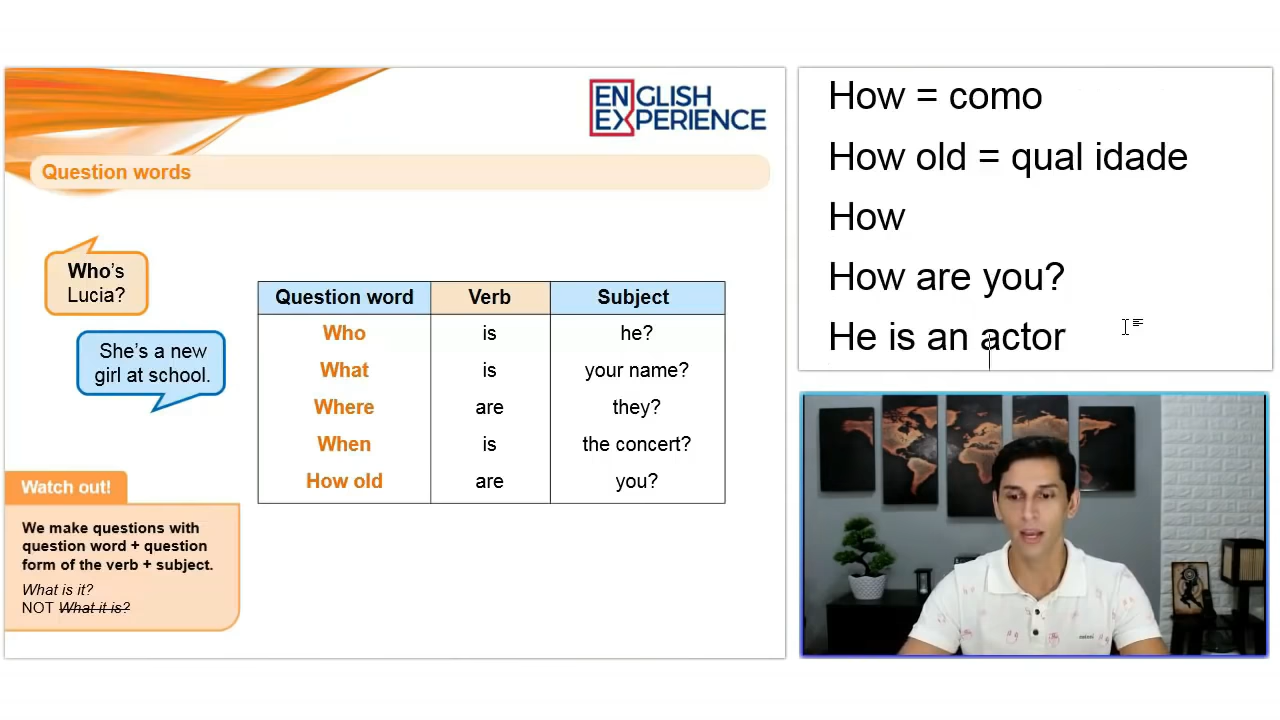 ENGLISH
EXPERIENCE
Question words
Who's
Lucia?
She's a new
girl at school.
Question word Verb Subject
Who is he?
What is your name?
Where are they?
When is the concert?
How old are you?
Watch out!
We make questions with
question word + question
form of the verb + subject.
What is it?
NOT What it is?
How = como
How old = qual idade
How
How are you?
He is an actor